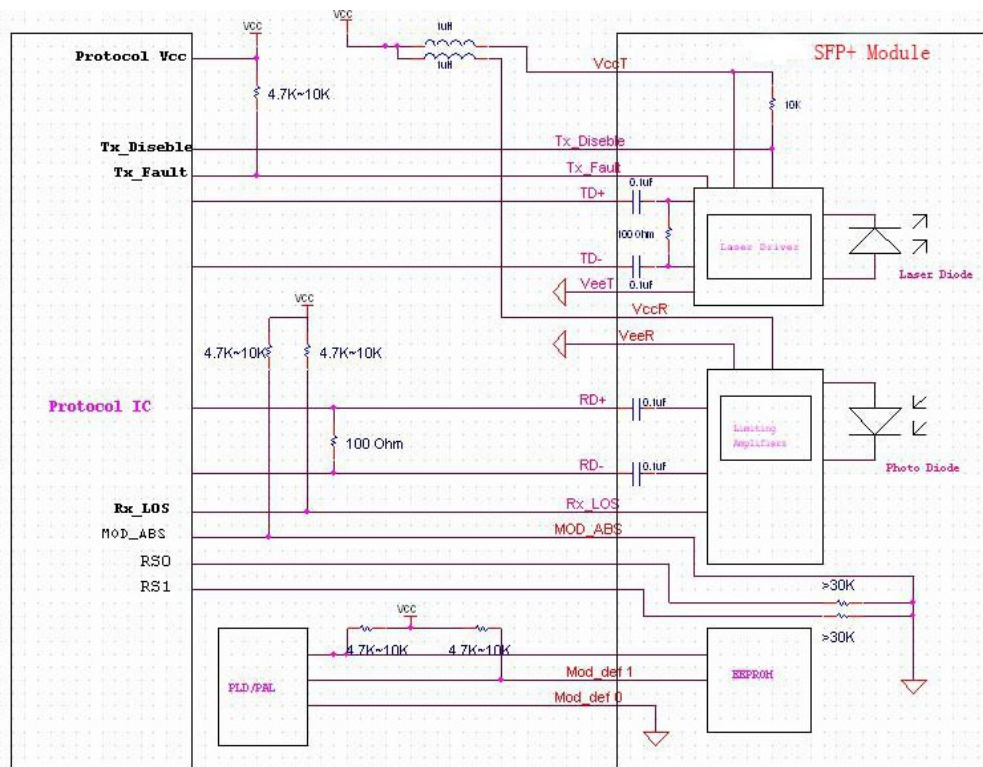 VCC
VCC
1uH
1uH
SFP+ Module
Protocol Vcc
VccT
4.7K~10K
10K
Tx_Diseble
Tx_Diseble
Tx_Fault
Tx_Fault
0.1uf
TD+
100 Ohm
Laser Driver
TD-
Laser Diode
VeeT
0.1uf
VCC
VccR
VeeR
4.7K~10K
4.7K~10K
Protocol IC
RD+
0.1uf
Limiting
Amplifiers
100 Ohm
RD-
0.1uf
Photo Diode
Rx_LOS
Rx_LOS
MOD_ABS
MOD_ABS
RS0
RS1
>30K
>30K
VCC
4.7K~10K
4.7K~10K
PLD/PAL
Mod_def 1
EEPROM
Mod_def 0